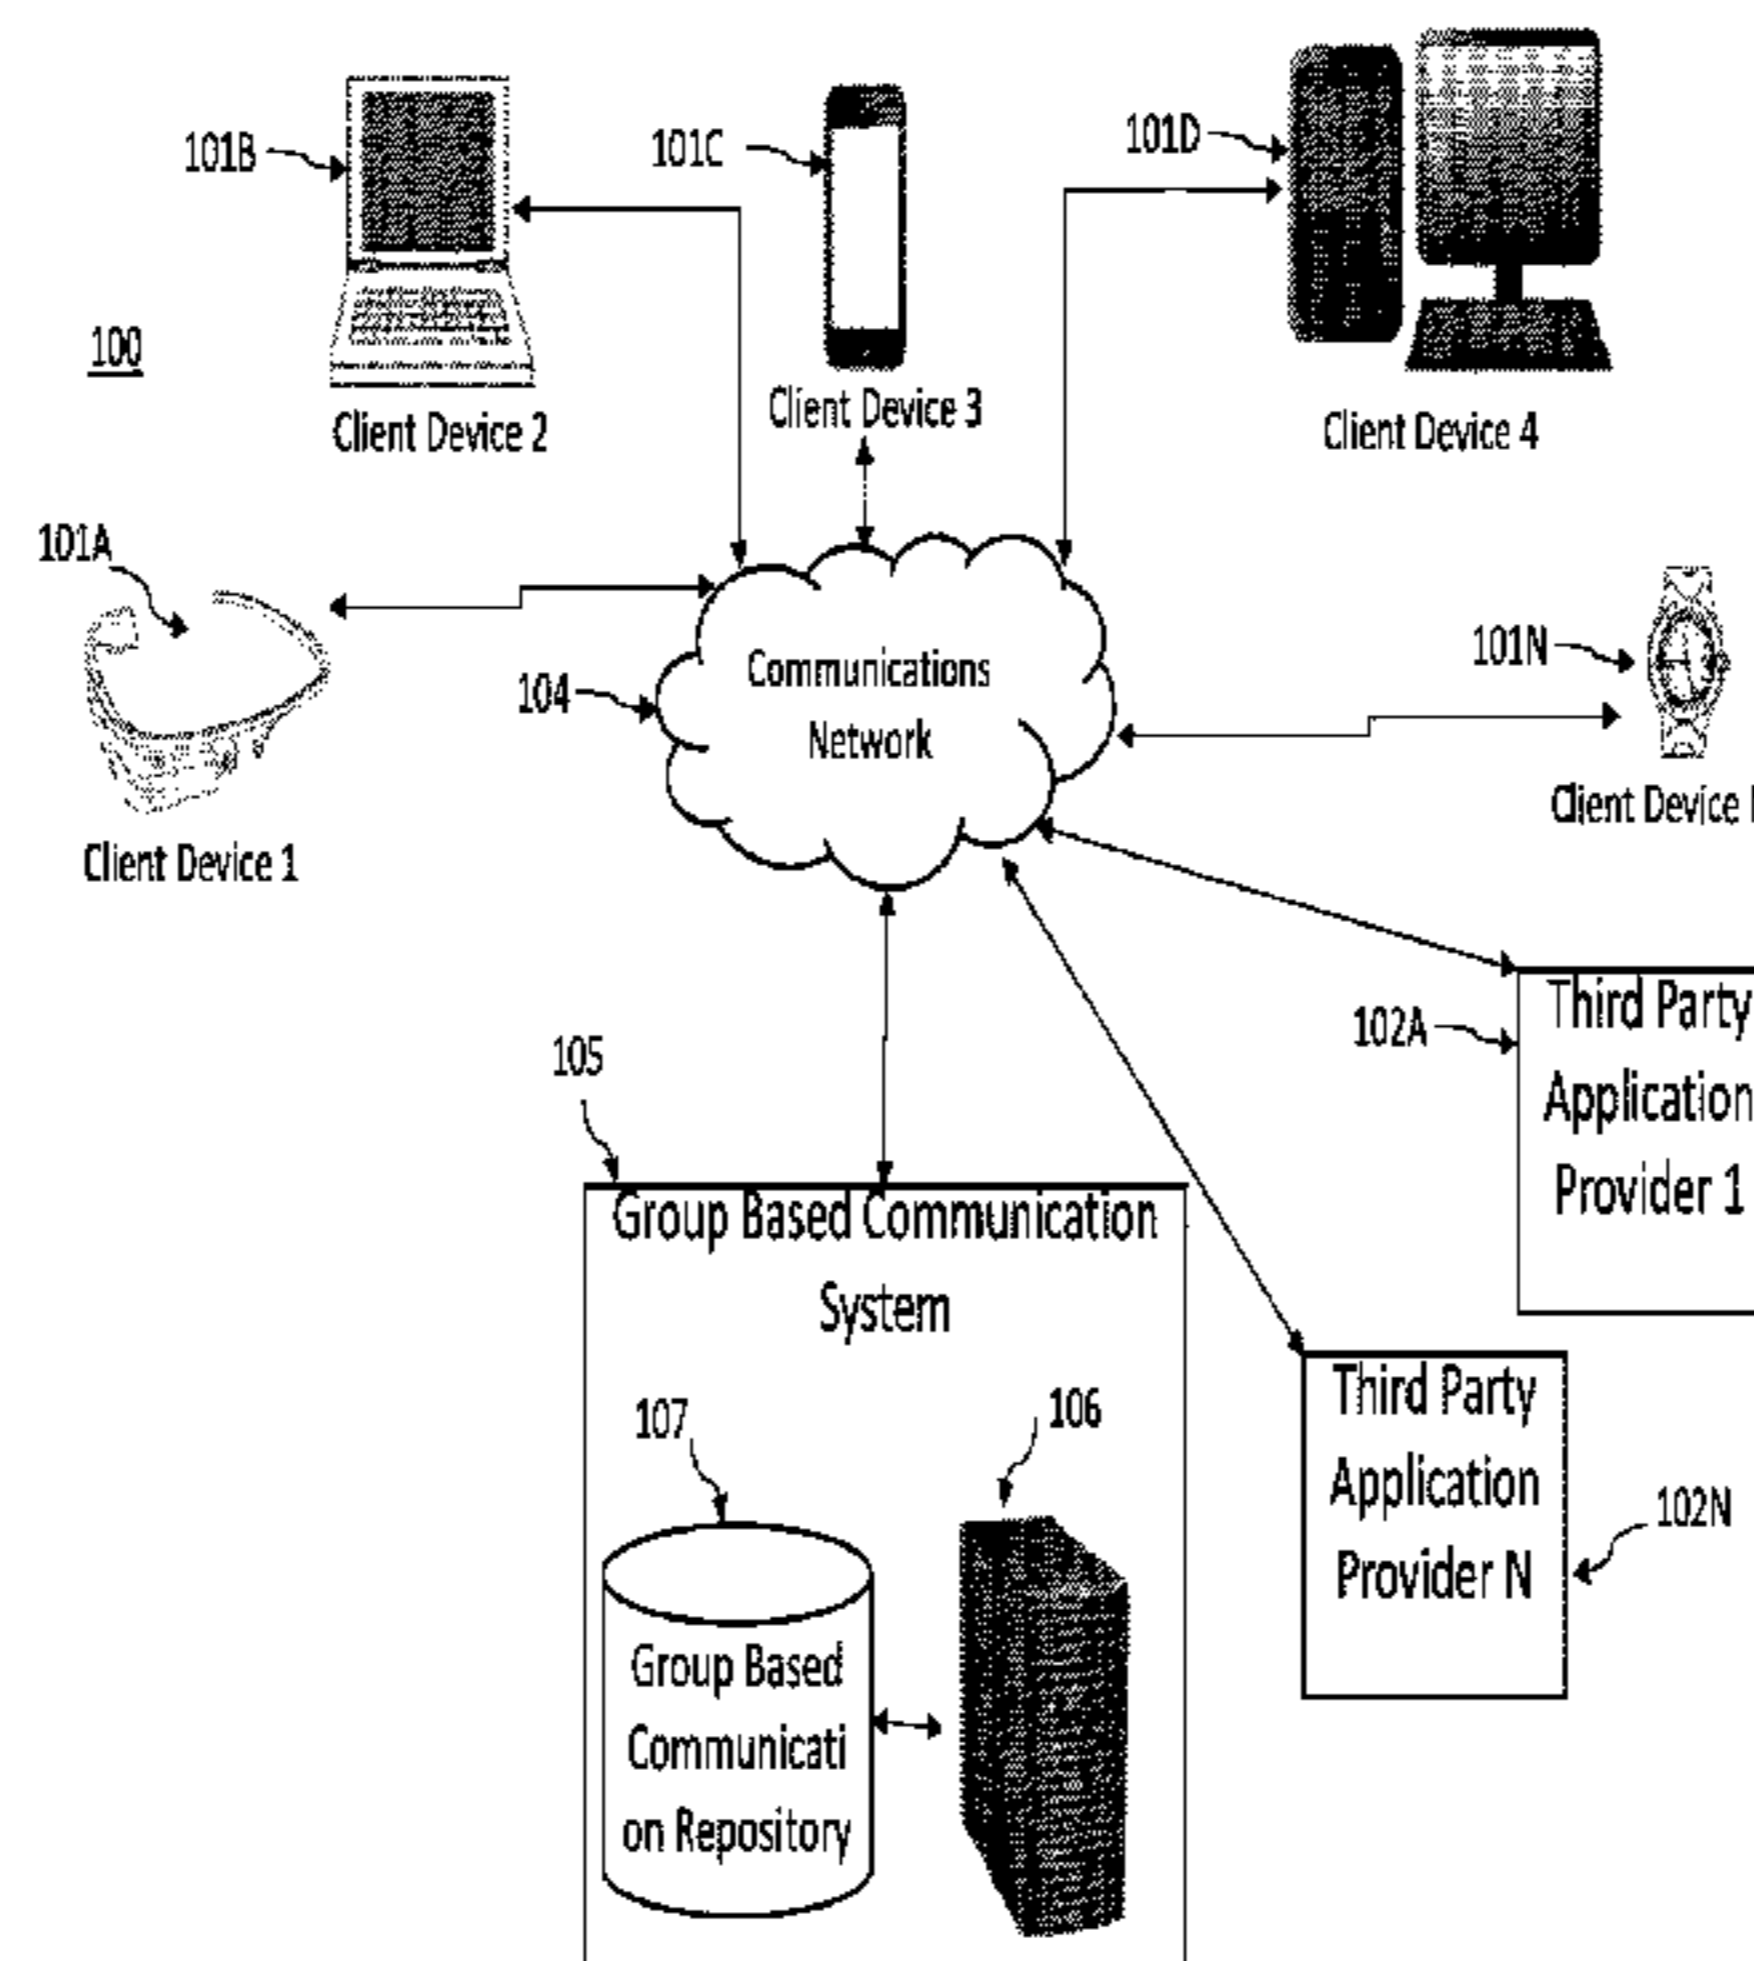 101B
101C
101D
100
Client Device 2
Client Device 3
Client Device 4
101A
101N
104
Communications
Network
Client Device 1
Client Device
105
102A
Third Party
Application
Provider 1
Group Based Communication
System
107
106
Third Party
Application
Provider N
102N
Group Based
Communicati
on Repository